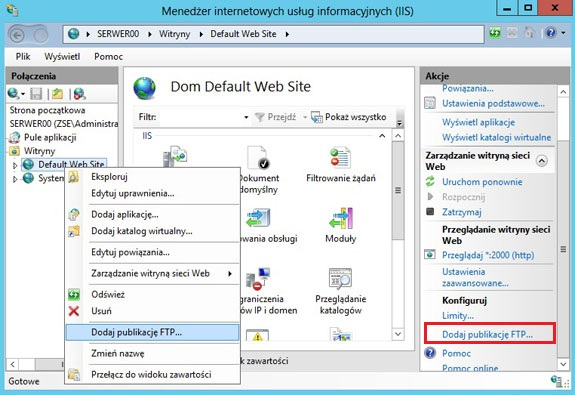 Menedżer internetowych usług informacyjnych (IIS)
SERWER00 ▸ Witryny ▸ Default Web Site ▸
Plik Wyświetl Pomoc
Połączenia
Strona początkowa
SERWER00 (ZSE\Administra
Pule aplikacji
Witryny
Default Web Site
System
Eksploruj
Edytuj uprawnienia...
Dodaj aplikację...
Dodaj katalog wirtualny...
Edytuj powiązania...
Zarządzanie witryną sieci Web
Odśwież
Usuń
Dodaj publikację FTP...
Zmień nazwę
Przełącz do widoku zawartości
Dom Default Web Site
Filtr:
Przejdź
Pokaż wszystko
IIS
Dokument
domyślny
Filtrowanie żądań
owania obsługi
Moduły
graniczenia
ów IP i domen
Przeglądanie
katalogów
k zawartości
Akcje
Powiązania...
Ustawienia podstawowe...
Wyświetl aplikacje
Wyświetl katalogi wirtualne
Zarządzanie witryną sieci
Web
Uruchom ponownie
Rozpocznij
Zatrzymaj
Przeglądanie witryny sieci
Web
Przeglądaj *:2000 (http)
Ustawienia
zaawansowane...
Konfiguruj
Limity...
Dodaj publikację FTP...
Pomoc
Pomoc online
Gotowe